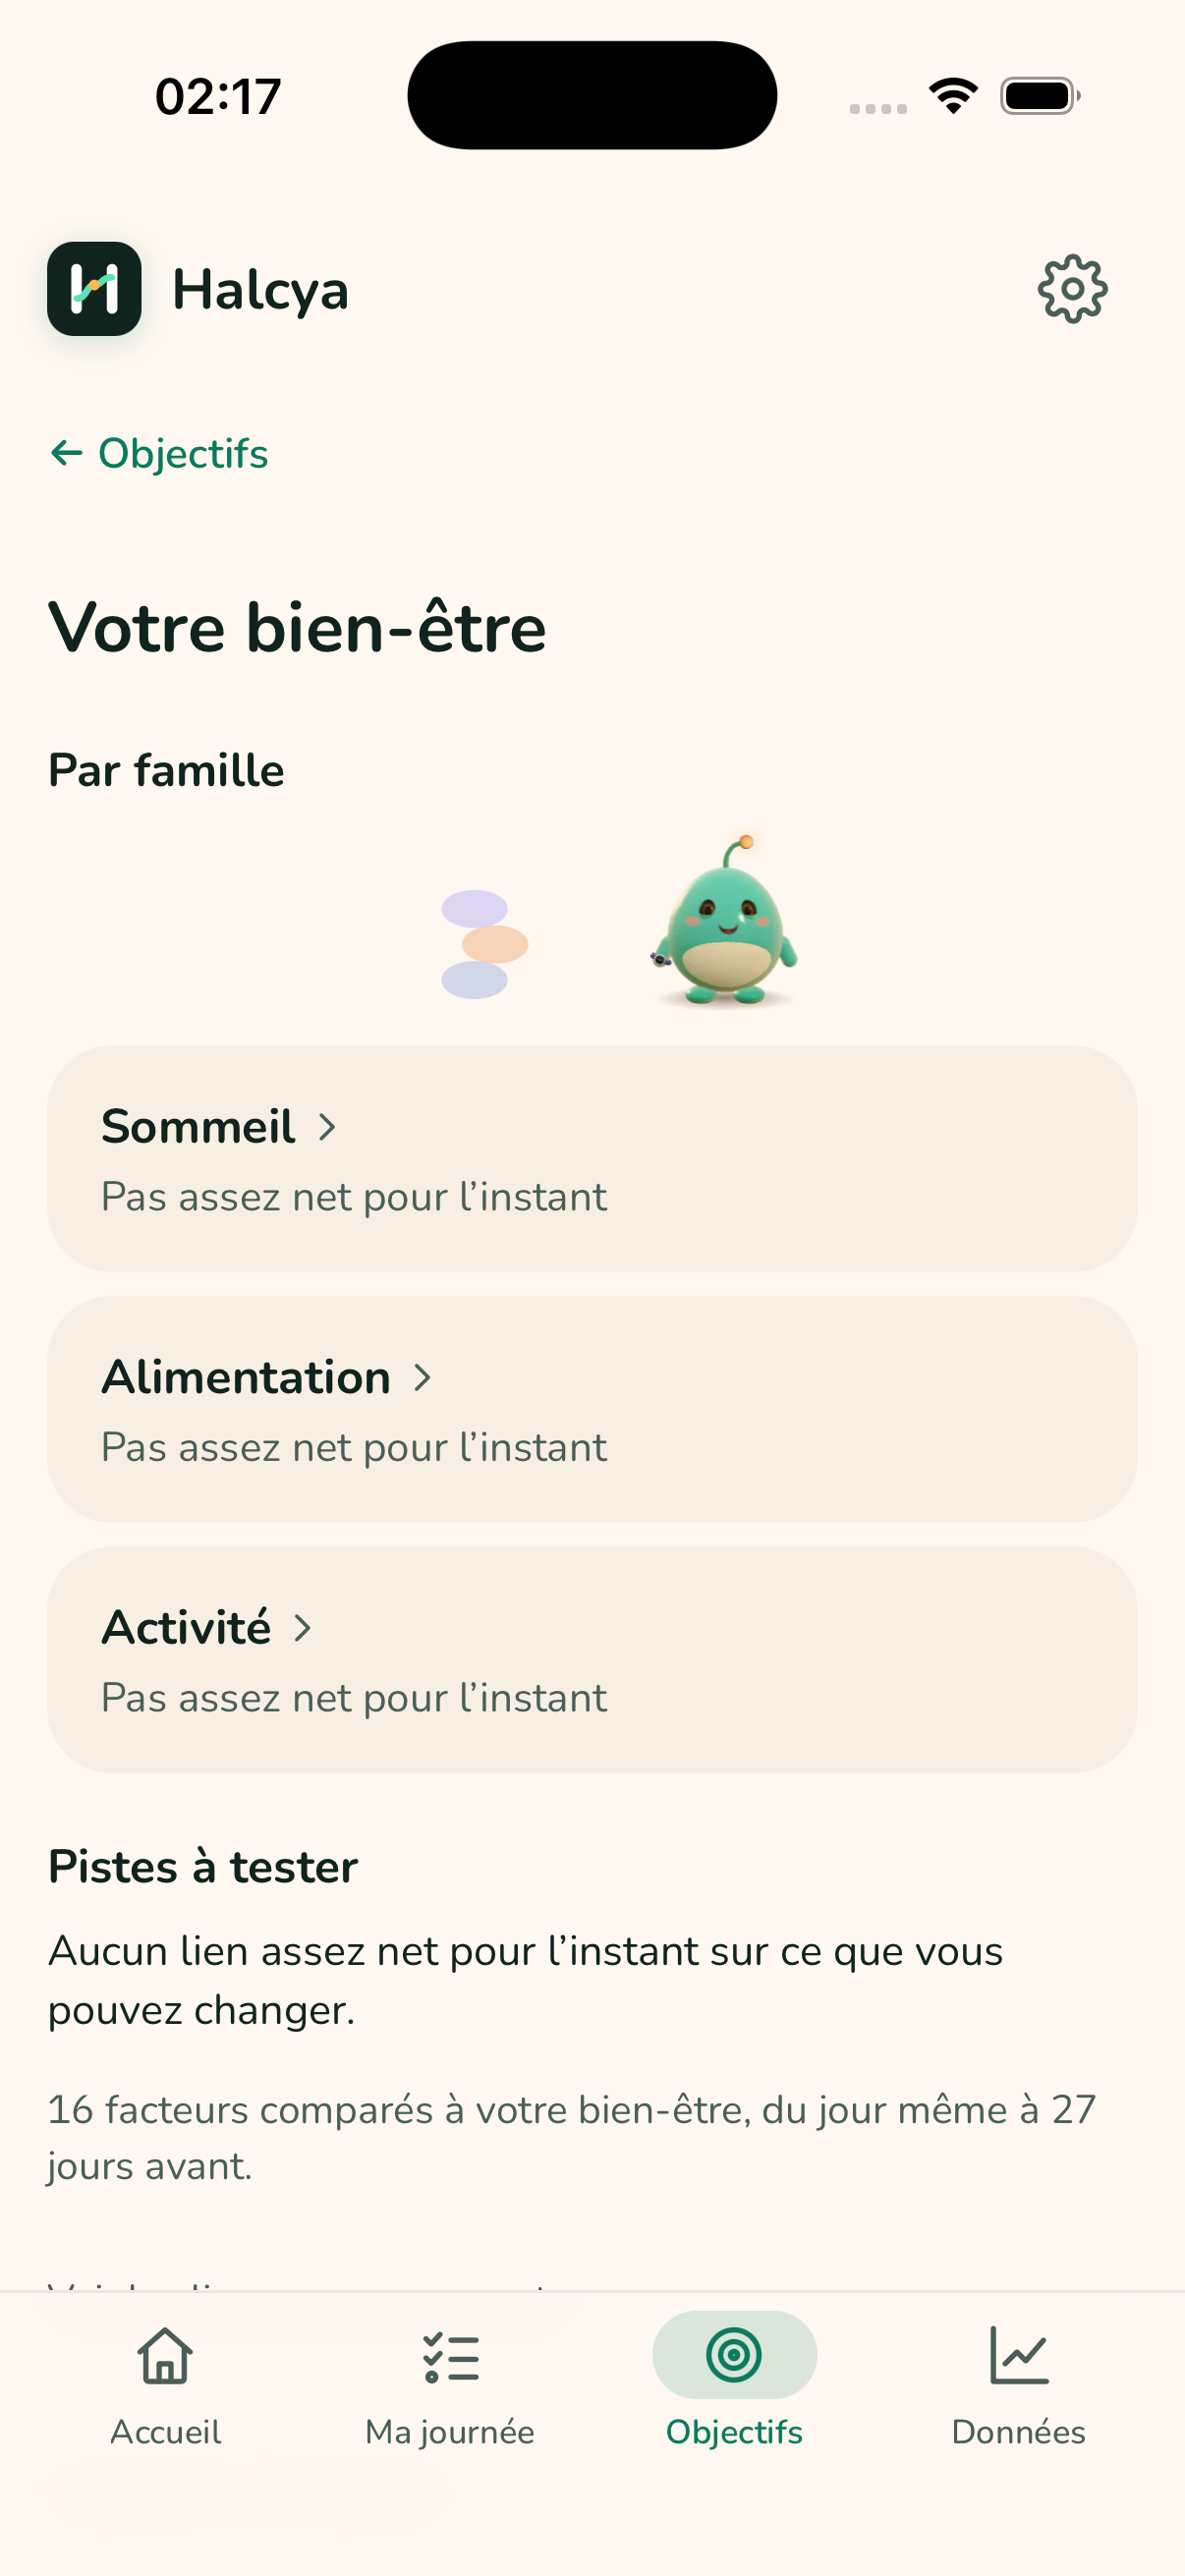 02:17
Halcya
← Objectifs
Votre bien-être
Par famille
Sommeil >
Pas assez net pour l’instant
Alimentation >
Pas assez net pour l’instant
Activité >
Pas assez net pour l’instant
Pistes à tester
Aucun lien assez net pour l’instant sur ce que vous
pouvez changer.
16 facteurs comparés à votre bien-être, du jour même à 27
jours avant.
Accueil
Ma journée
Objectifs
Données